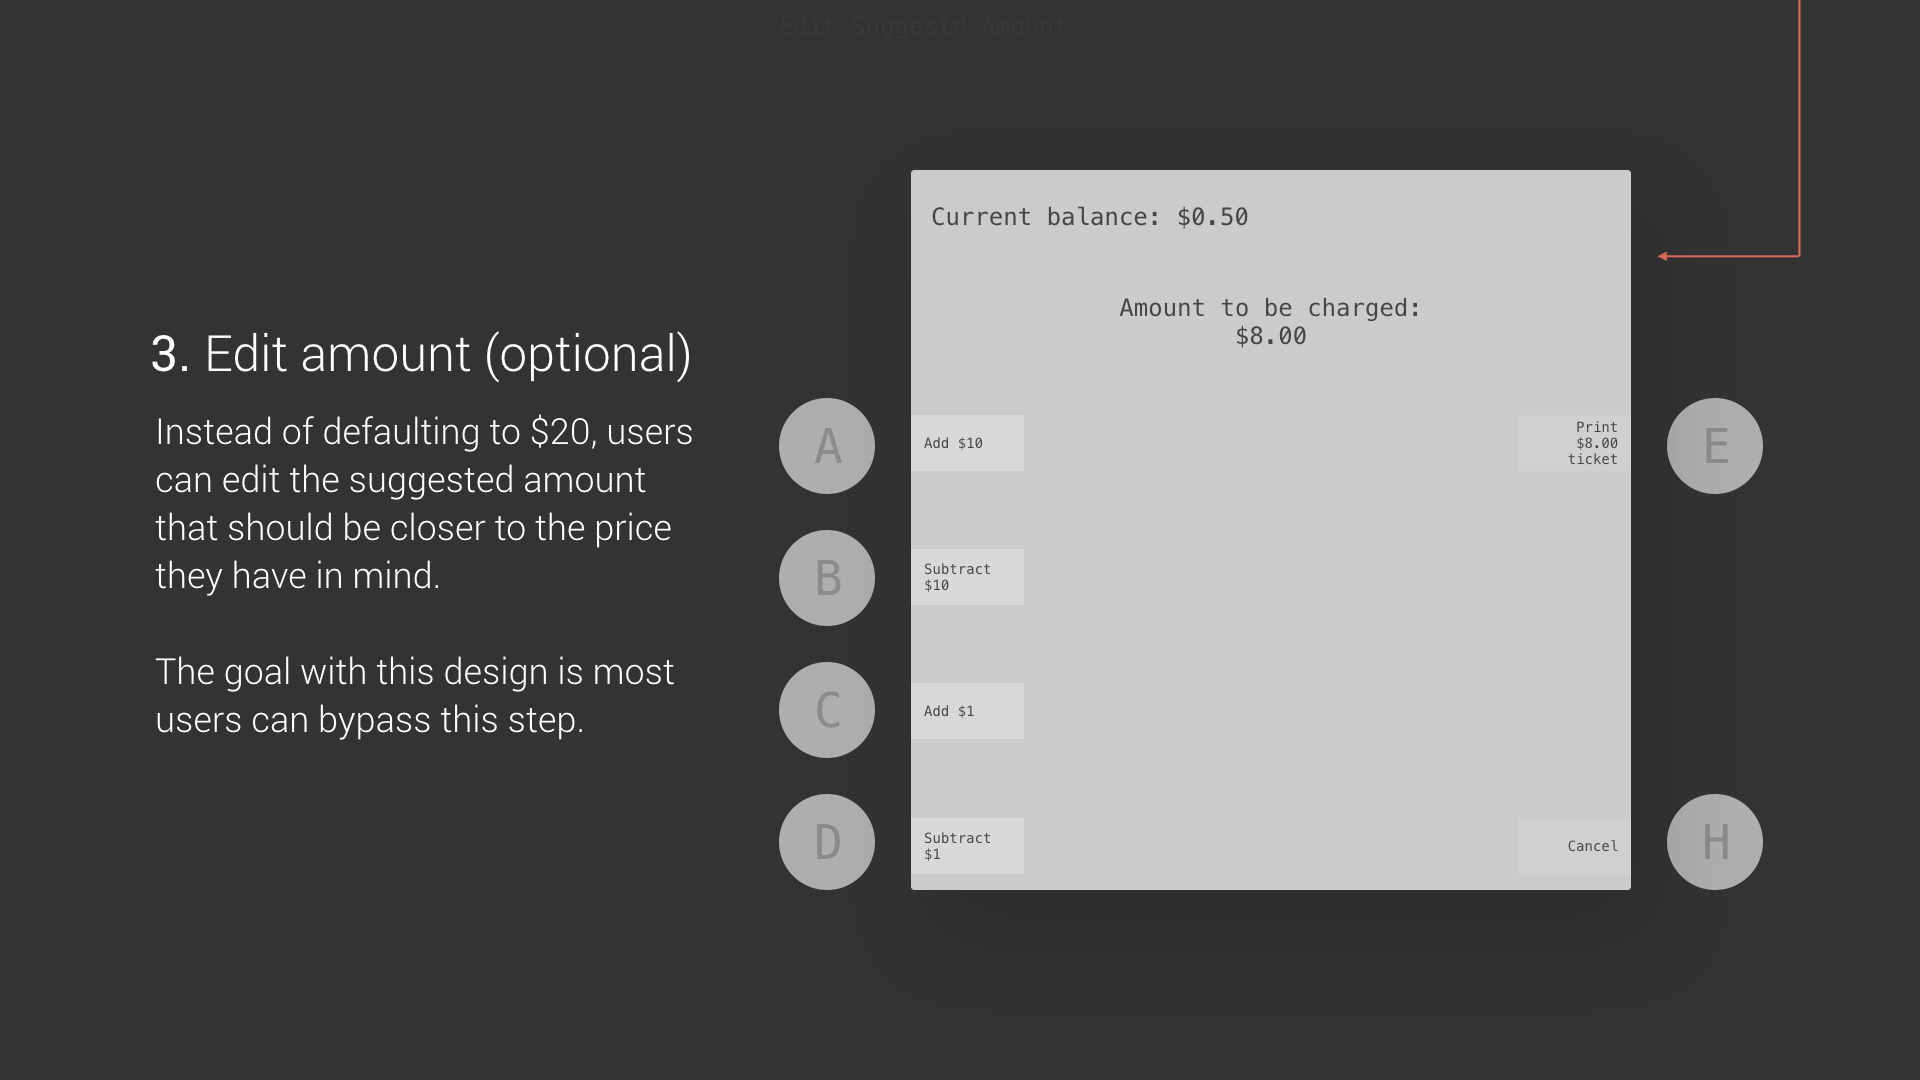 Edit Suggestd Amount
3. Edit amount (optional)
Instead of defaulting to $20, users
can edit the suggested amount
that should be closer to the price
they have in mind.
The goal with this design is most
users can bypass this step.
Current balance: $0.50
Amount to be charged:
$8.00
A
Add $10
Print
$8.00
ticket
E
B
Subtract
$10
C
Add $1
D
Subtract
$1
Cancel
H